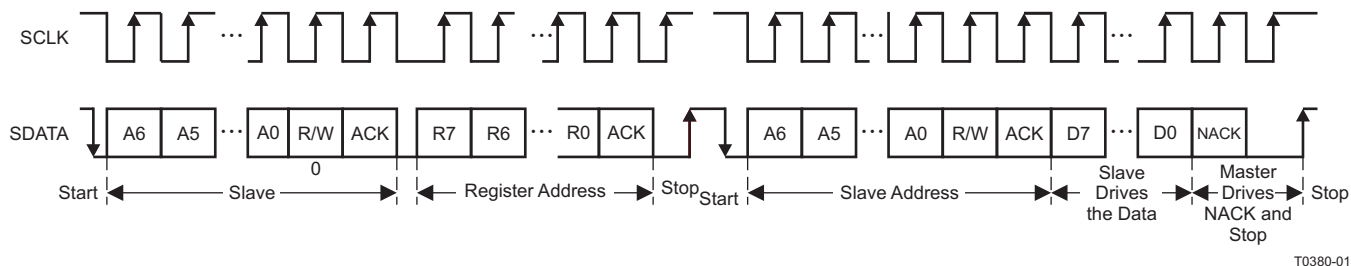 SCLK ... ... ... ...
SDATA A6 A5 ... A0 R/W ACK R7 R6 ... R0 ACK A6 A5 ... A0 R/W ACK D7 ... D0 NACK
0
Start Slave Register Address Stop Start Slave Address Slave Drives the Data Master Drives NACK and Stop Stop
T0380-01